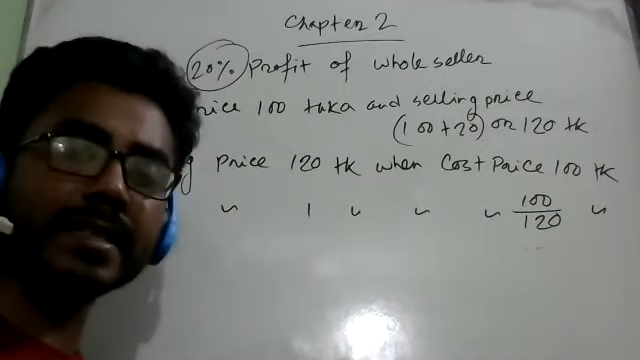 Chapter 2
20% Profit of whole seller
rice 100 taka and selling price
(100+20) or 120 tk
g price 120 tk when Cost Price 100 tk
" 1 " " " 100/120 "